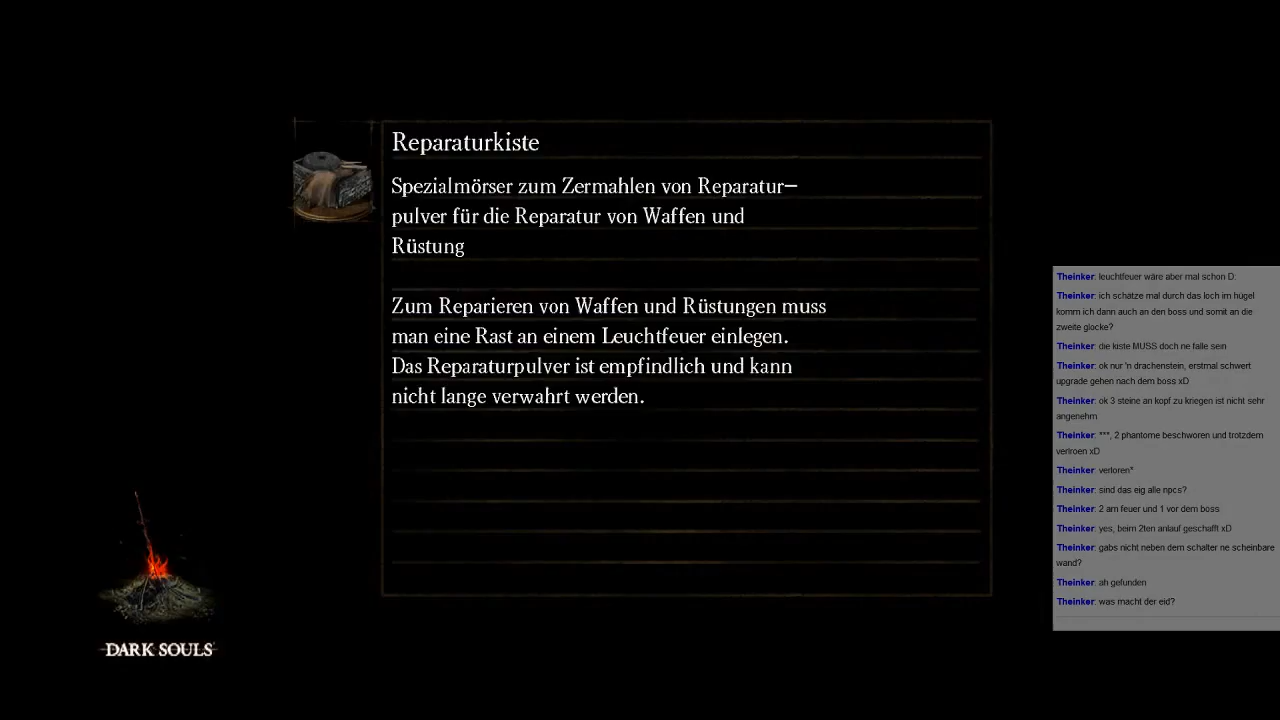 Reparaturkiste
Spezialmörser zum Zermahlen von Reparatur–
pulver für die Reparatur von Waffen und
Rüstung
Zum Reparieren von Waffen und Rüstungen muss
man eine Rast an einem Leuchtfeuer einlegen.
Das Reparaturpulver ist empfindlich und kann
nicht lange verwahrt werden.
DARK SOULS
Theinker: leuchtfeuer wäre aber mal schon D:
Theinker: ich schätze mal durch das loch im hügel
komm ich dann auch an den boss und somit an die
zweite glocke?
Theinker: die kiste MUSS doch ne falle sein
Theinker: ok nur 'n drachenstein, erstmal schwert
upgrade gehen nach dem boss xD
Theinker: ok 3 steine an kopf zu kriegen ist nicht sehr
angenehm
Theinker: ***, 2 phantome beschworen und trotzdem
verlroen xD
Theinker: verloren*
Theinker: sind das eig alle npcs?
Theinker: 2 am feuer und 1 vor dem boss
Theinker: yes, beim 2ten anlauf geschafft xD
Theinker: gabs nicht neben dem schalter ne scheinbare
wand?
Theinker: ah gefunden
Theinker: was macht der eid?